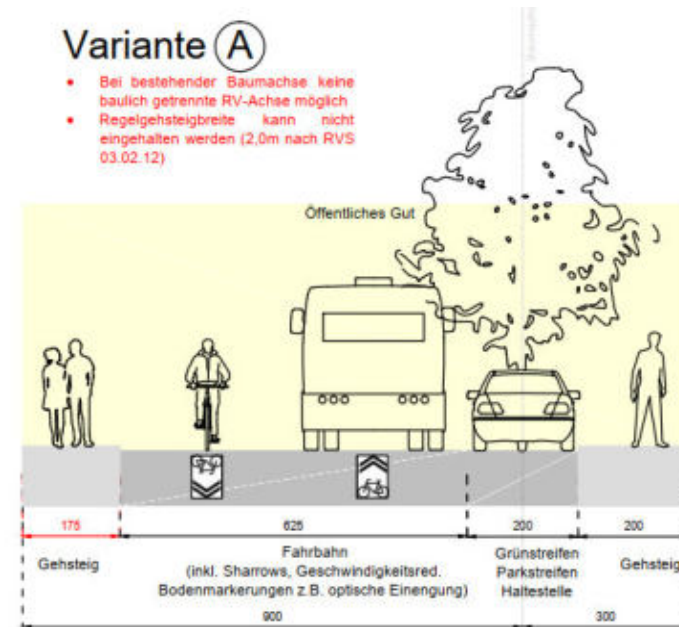 Variante A
• Bei bestehender Baumachse keine
baulich getrennte RV-Achse möglich
• Regelgehsteigbreite kann nicht
eingehalten werden (2,0m nach RVS
03.02.12)
Öffentliches Gut
175
625
200
200
Gehsteig
Fahrbahn
(inkl. Sharrows, Geschwindigkeitsred.
Bodenmarkerungen z.B. optische Einengung)
Grünstreifen
Parkstreifen
Haltestelle
Gehsteig
900
300